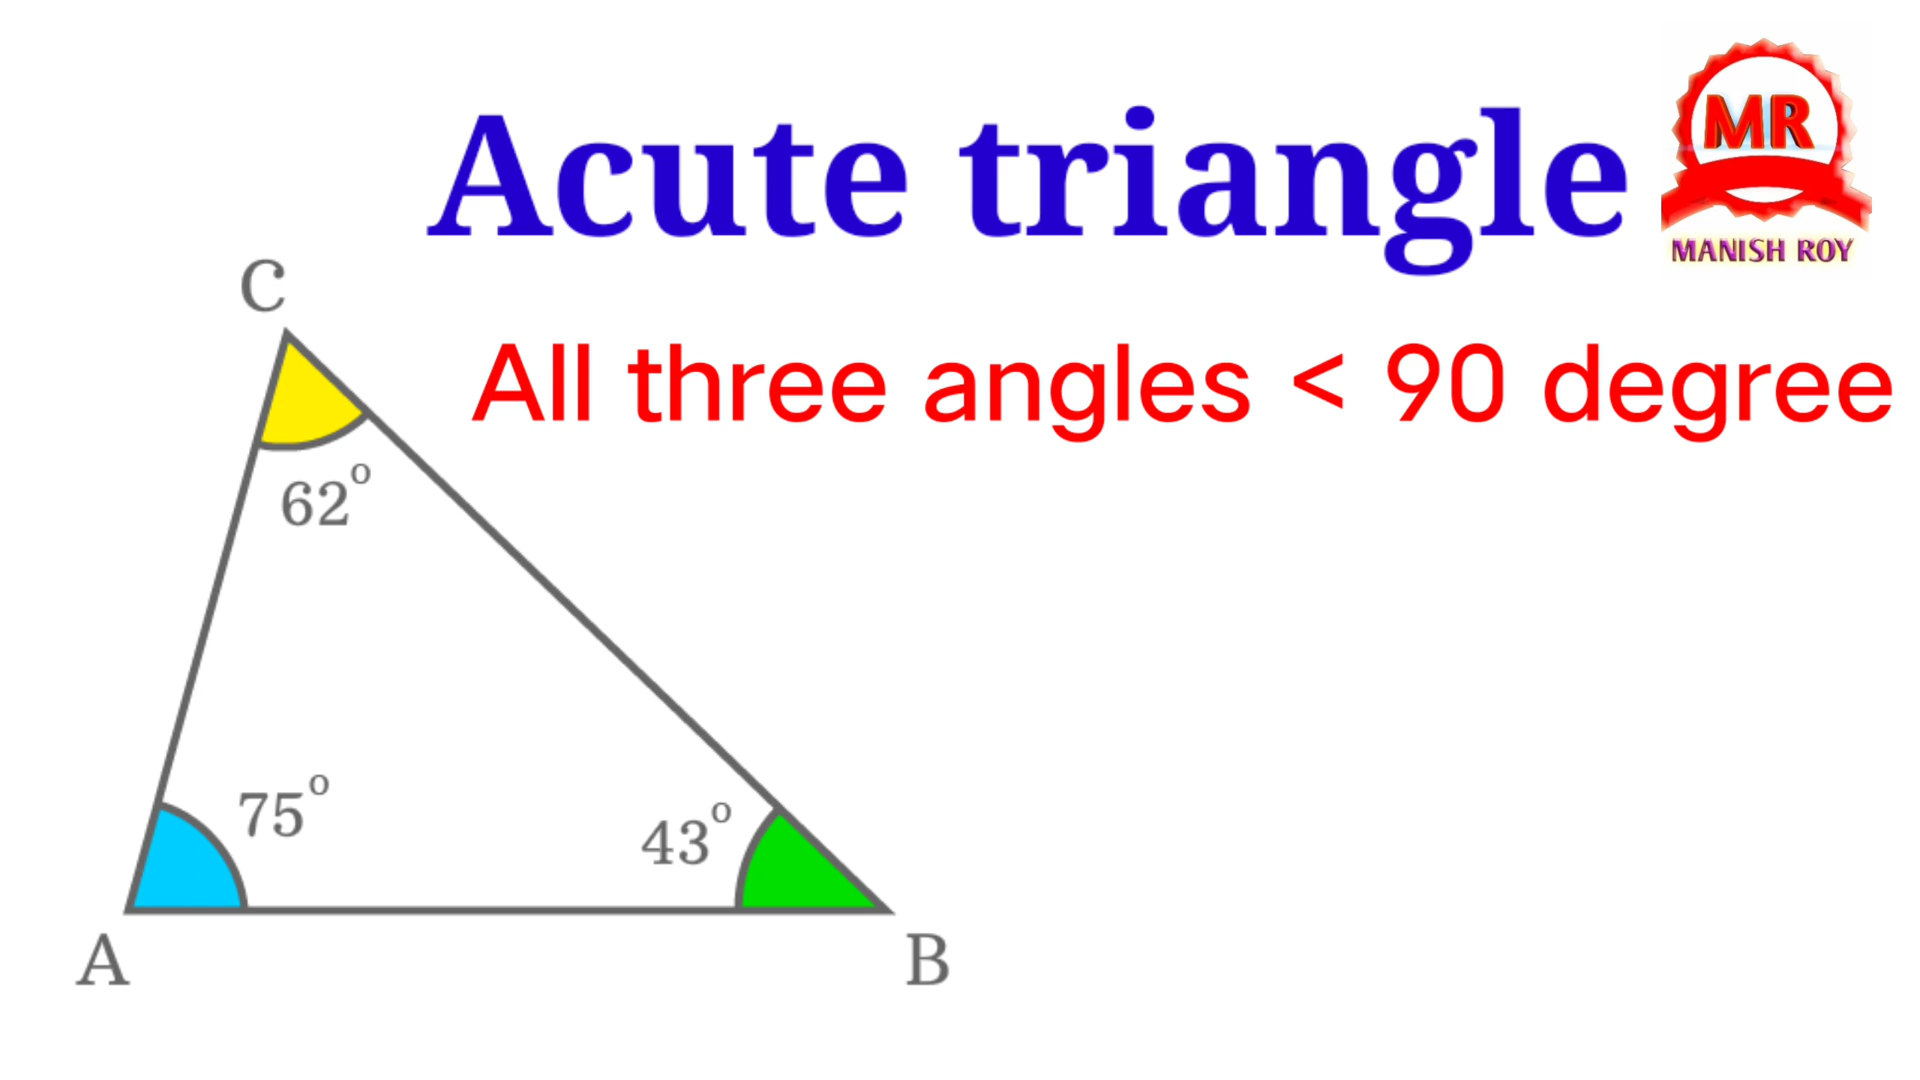 Acute triangle
MR
MANISH ROY
C
All three angles < 90 degree
62°
75°
43°
A
B